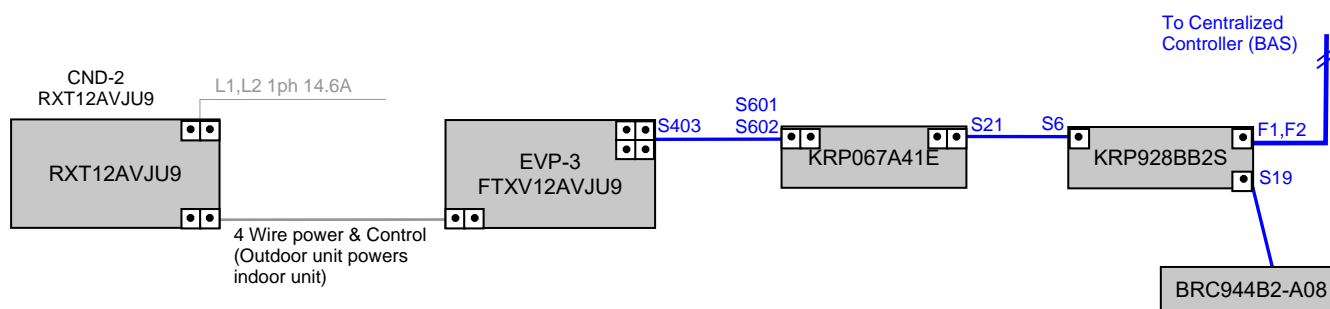 To Centralized
Controller (BAS)
CND-2
RXT12AVJU9
L1,L2 1ph 14.6A
RXT12AVJU9
EVP-3
FTXV12AVJU9
S403
S601
S602
KRP067A41E
S21
S6
KRP928BB2S
F1,F2
S19
4 Wire power & Control
(Outdoor unit powers
indoor unit)
BRC944B2-A08